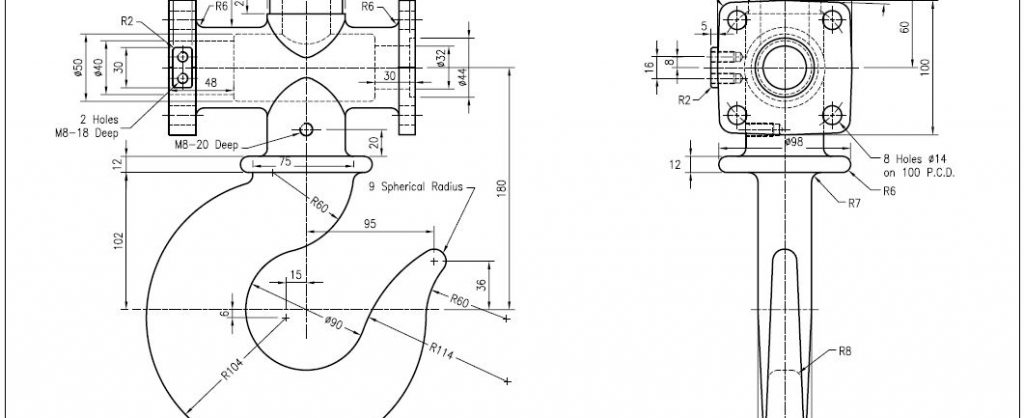 R6
2
R6
R2
ø50
ø40
30
48
30
ø32
ø44
2 Holes
M8-18 Deep
M8-20 Deep
20
12
75
9 Spherical Radius
R60
180
95
102
15
36
R60
6
ø90
R114
R104
5
60
16
8
100
R2
ø98
8 Holes ø14
on 100 P.C.D.
12
R6
R7
R8